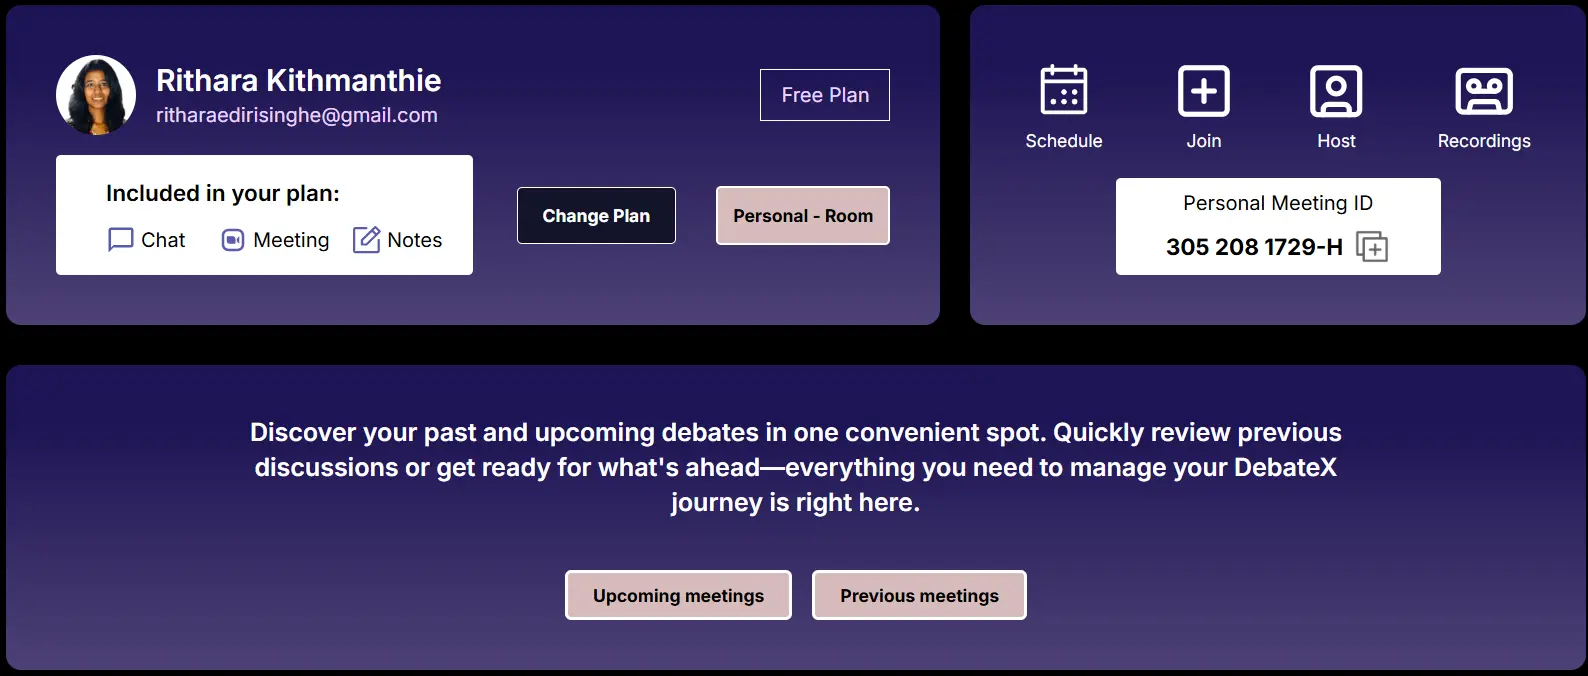 Rithara Kithmanthie
ritharaedirisinghe@gmail.com
Free Plan
Included in your plan:
Chat
Meeting
Notes
Change Plan
Personal - Room
Schedule
Join
Host
Recordings
Personal Meeting ID
305 208 1729-H
Discover your past and upcoming debates in one convenient spot. Quickly review previous
discussions or get ready for what's ahead—everything you need to manage your DebateX
journey is right here.
Upcoming meetings
Previous meetings